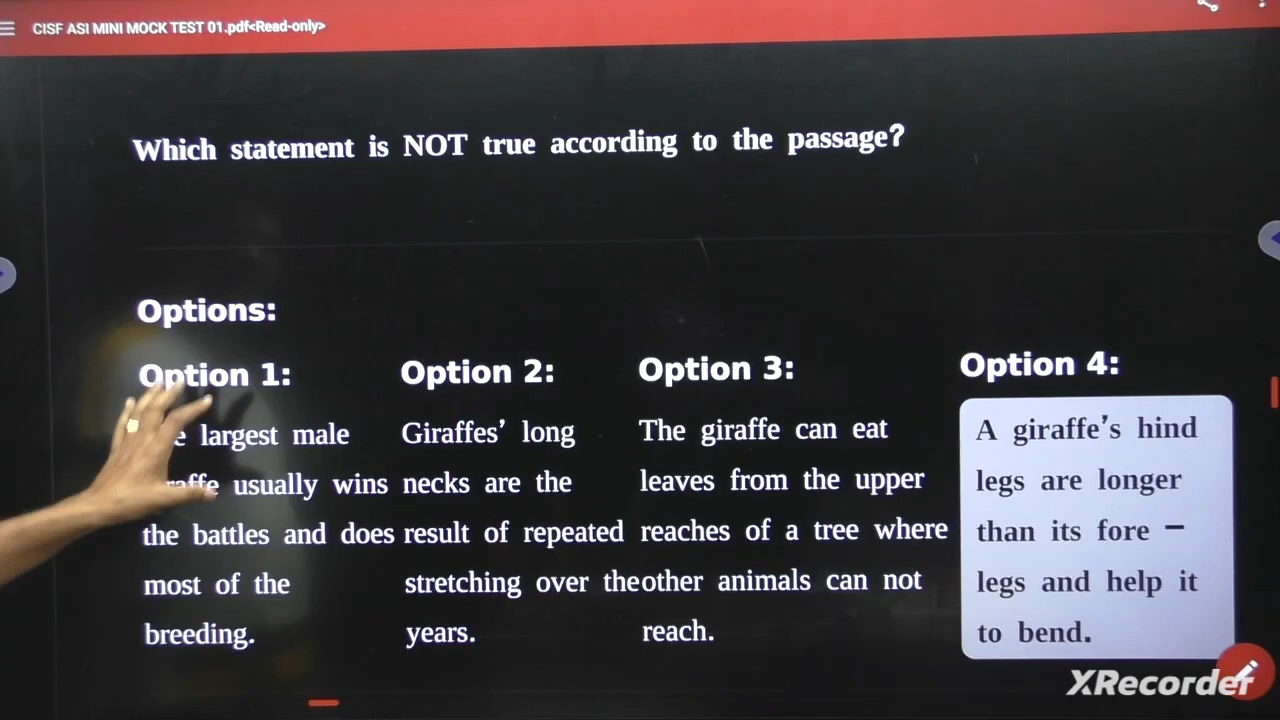 CISF ASI MINI MOCK TEST 01.pdf<Read-only>
Which statement is NOT true according to the passage?
Options:
Option 1:
largest male
usually wins
the battles and does
most of the
breeding.
Option 2:
Giraffes’ long
necks are the
result of repeated
stretching over the
years.
Option 3:
The giraffe can eat
leaves from the upper
reaches of a tree where
other animals can not
reach.
Option 4:
A giraffe’s hind
legs are longer
than its fore –
legs and help it
to bend.
XRecorder